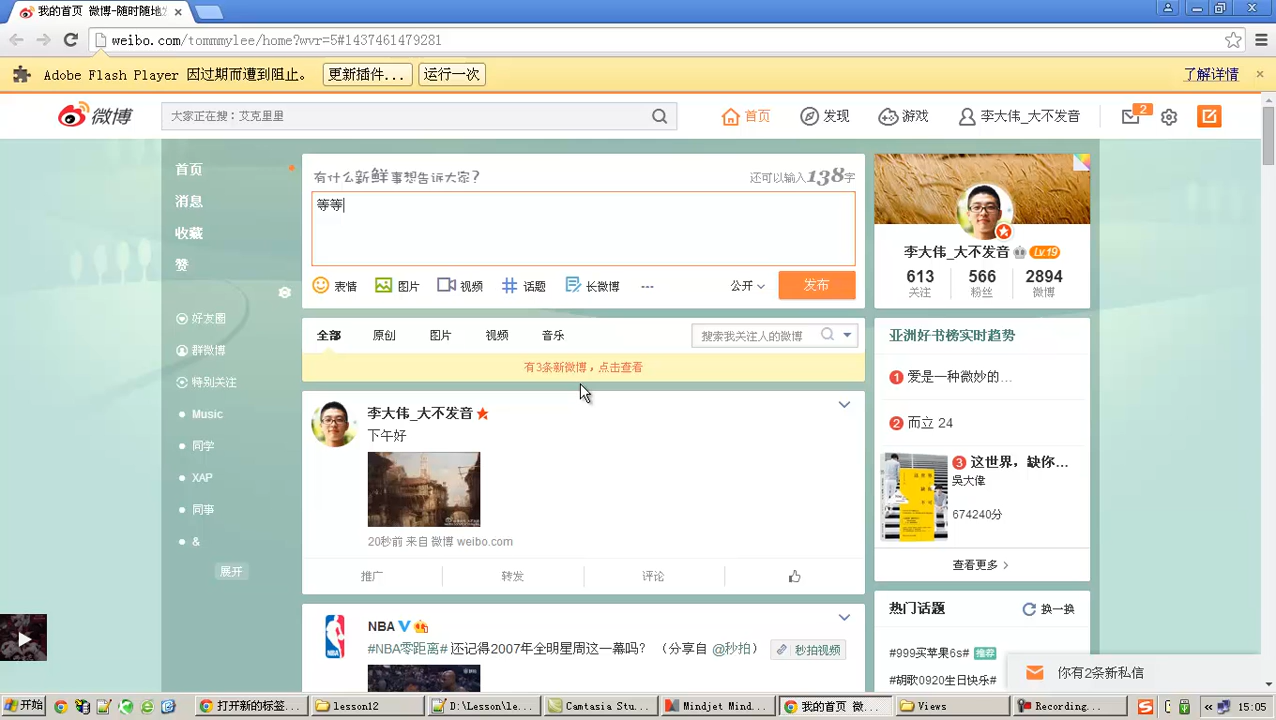 我的首页 微博-随时随地
weibo.com/tommmylee/home?wvr=5#1437461479281
Adobe Flash Player 因过期而遭到阻止。 更新插件... 运行一次 了解详情
微博 大家正在搜：艾克里里 首页 发现 游戏 李大伟_大不发音 2
首页
消息
收藏
赞
好友圈
群微博
特别关注
Music
同学
XAP
同事
&
展开
有什么新鲜事想告诉大家? 还可以输入138字
等等
表情 图片 视频 话题 长微博 ... 公开 发布
全部 原创 图片 视频 音乐 搜索我关注人的微博
有3条新微博，点击查看
李大伟_大不发音
下午好
20秒前 来自 微博 weibo.com
推广 转发 评论
NBA V
#NBA零距离# 还记得2007年全明星周这一幕吗？ （分享自 @秒拍） 秒拍视频
李大伟_大不发音 Lv.19
613 566 2894
关注 粉丝 微博
亚洲好书榜实时趋势
1 爱是一种微妙的...
2 而立 24
3 这世界，缺你...
吳大偉
674240分
查看更多 >
热门话题 换一换
#999买苹果6s# 推荐
#胡歌0920生日快乐#
你有2条新私信
开始 打开新的标签... lesson12 D:\Lesson\le... Camtasia Stu... Mindjet Mind... 我的首页 微... Views Recording... 15:05